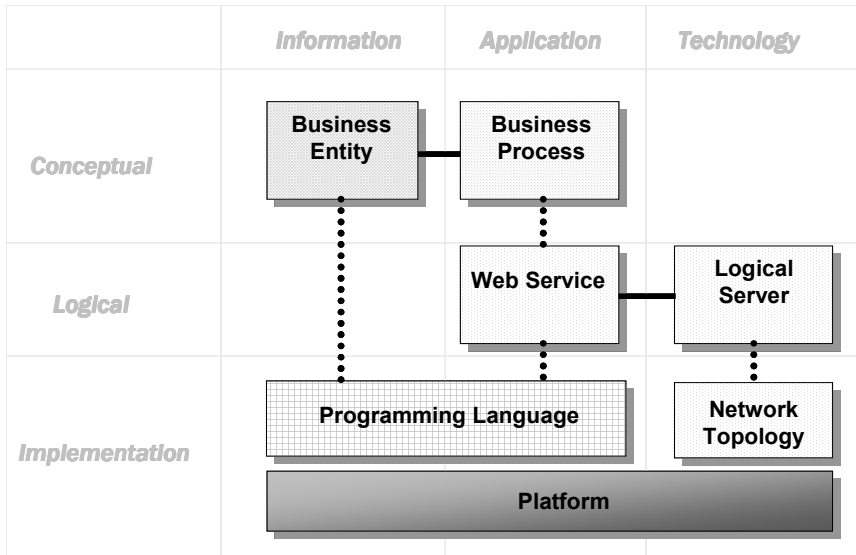 Information Application Technology
Conceptual
Business
Entity
Business
Process
Logical
Web Service
Logical
Server
Implementation
Programming Language
Network
Topology
Platform